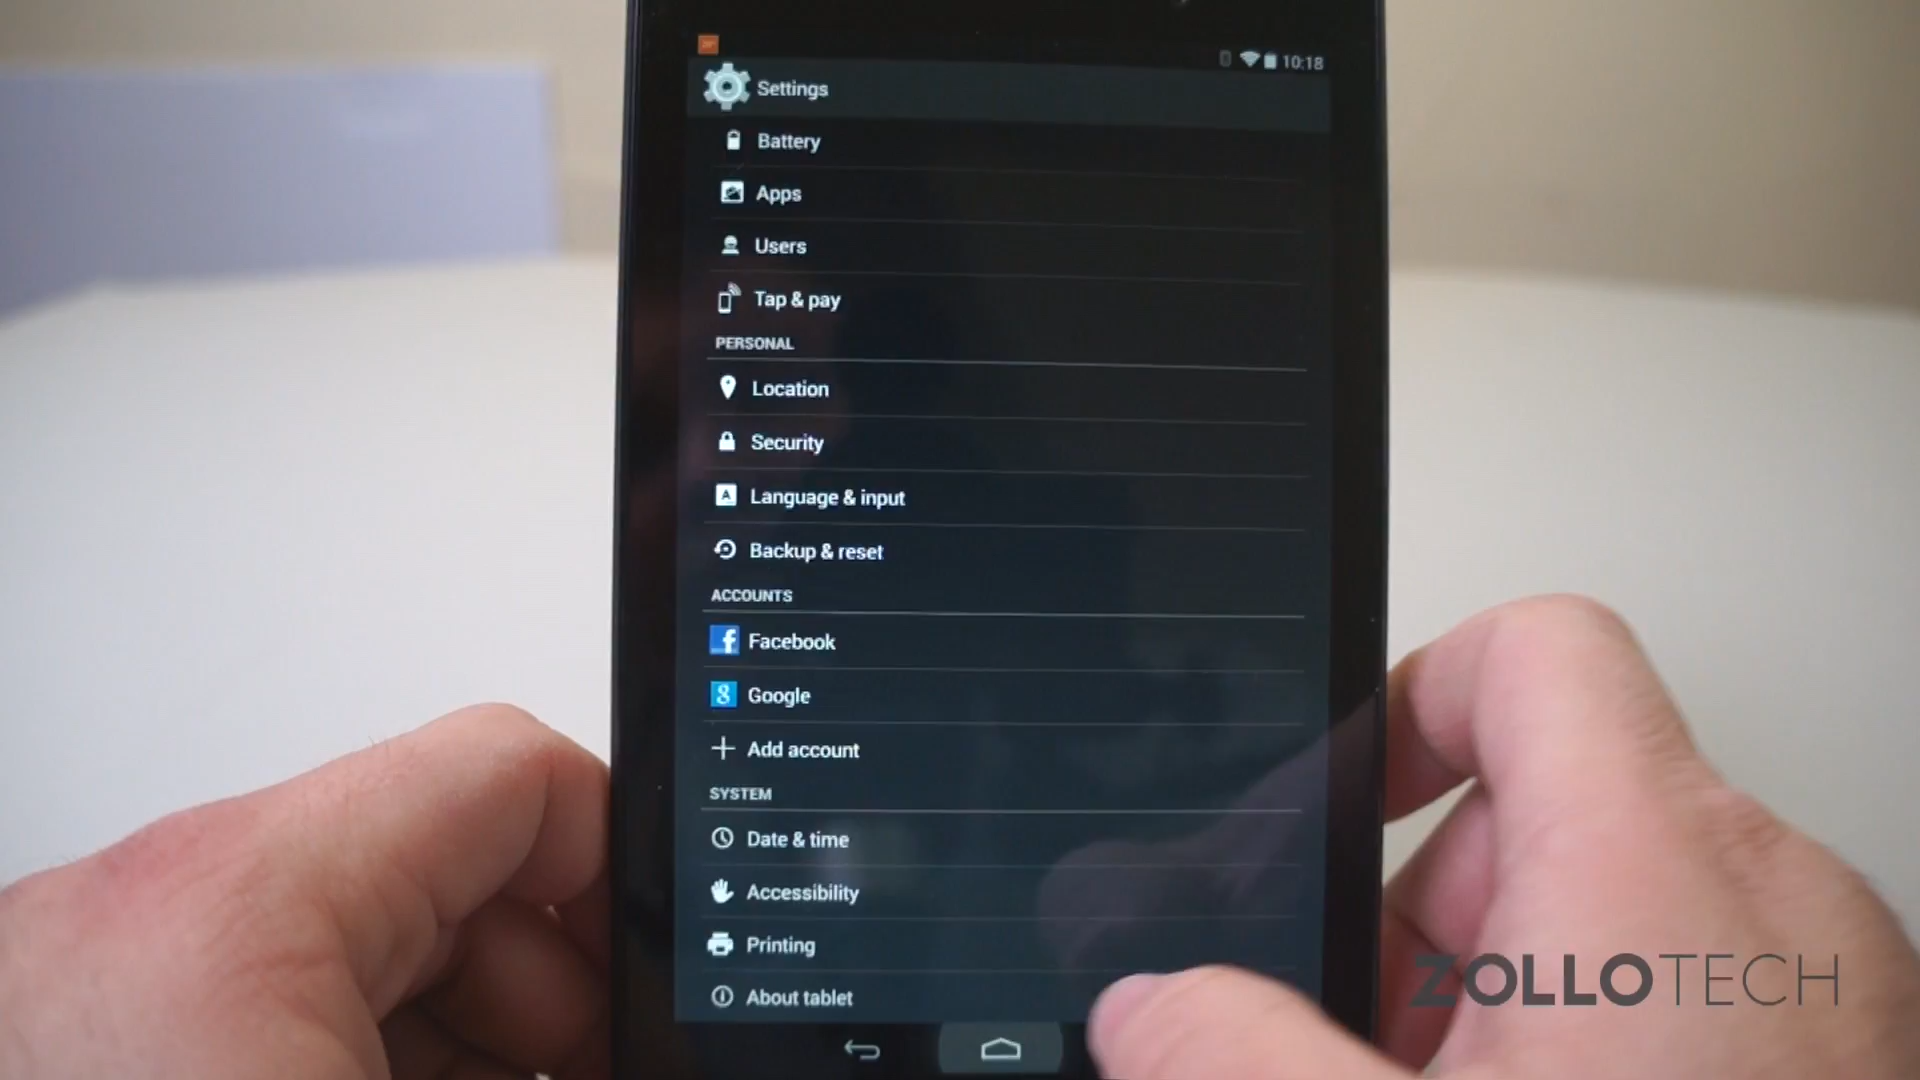 10:18
Settings
Battery
Apps
Users
Tap & pay
PERSONAL
Location
Security
Language & input
Backup & reset
ACCOUNTS
Facebook
Google
Add account
SYSTEM
Date & time
Accessibility
Printing
About tablet
ZOLLOTECH